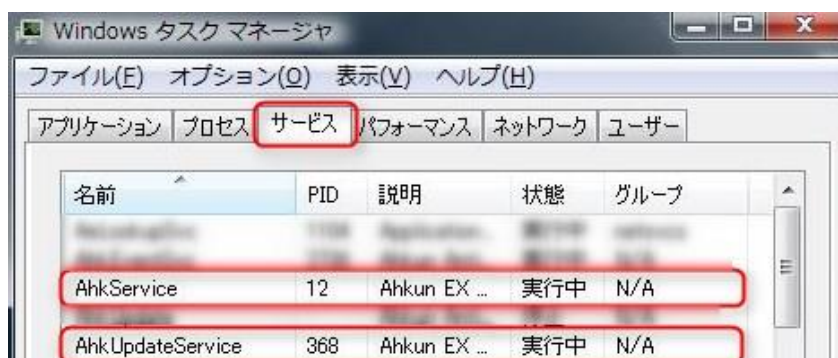 Windows タスク マネージャ
ファイル(F) オプション(O) 表示(V) ヘルプ(H)
アプリケーション プロセス サービス パフォーマンス ネットワーク ユーザー
名前 PID 説明 状態 グループ
AhkService 12 Ahkun EX ... 実行中 N/A
AhkUpdateService 368 Ahkun EX ... 実行中 N/A